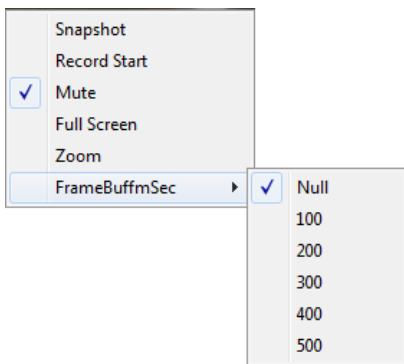 Snapshot
Record Start
Mute
Full Screen
Zoom
FrameBuffmSec
Null
100
200
300
400
500